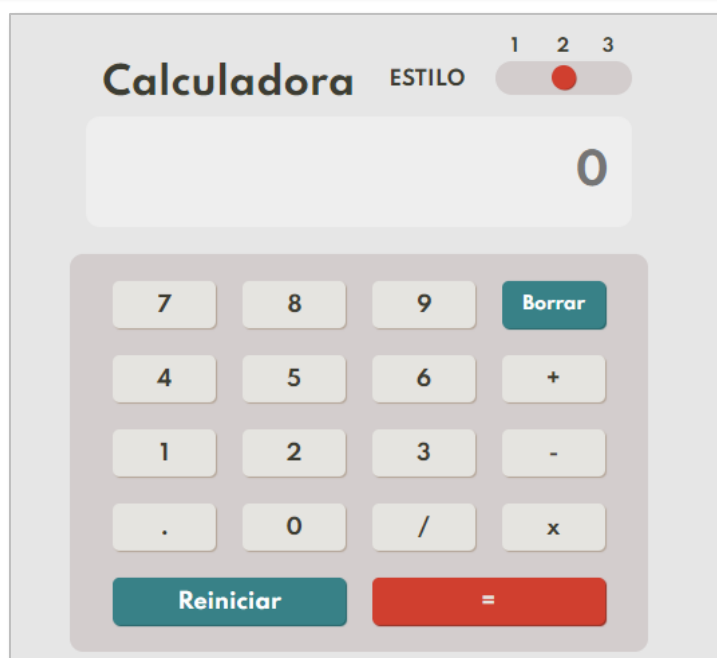 1 2 3
Calculadora ESTILO
0
7 8 9 Borrar
4 5 6 +
1 2 3 -
. 0 / x
Reiniciar =